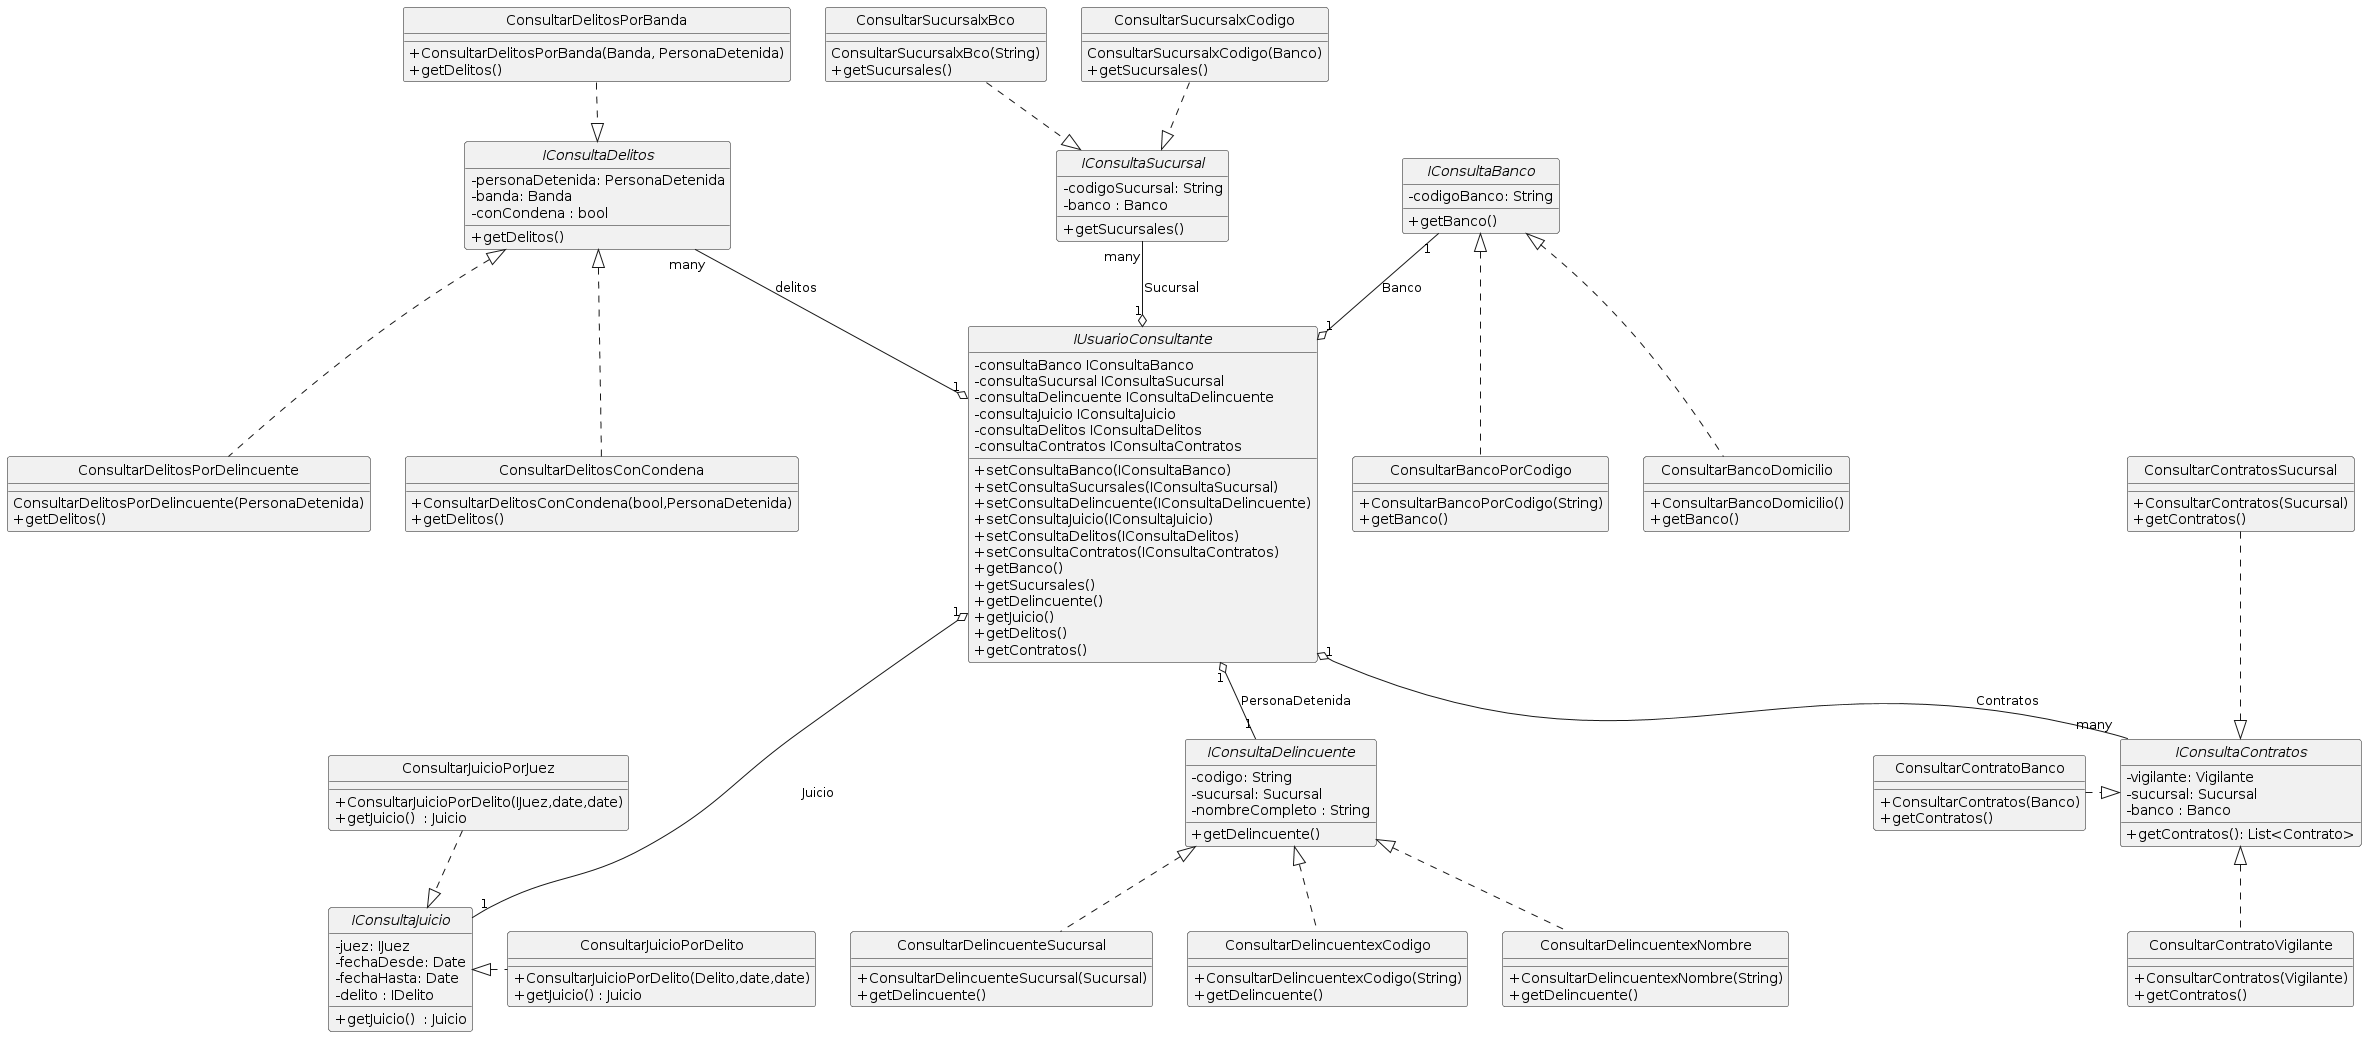 ConsultarDelitosPorBanda
+ConsultarDelitosPorBanda(Banda, PersonaDetenida)
+getDelitos()
ConsultarSucursalxBco
ConsultarSucursalxBco(String)
+getSucursales()
ConsultarSucursalxCodigo
ConsultarSucursalxCodigo(Banco)
+getSucursales()
IConsultaDelitos
-personaDetenida: PersonaDetenida
-banda: Banda
-conCondena : bool
+getDelitos()
IConsultaSucursal
-codigoSucursal: String
-banco : Banco
+getSucursales()
IConsultaBanco
-codigoBanco: String
+getBanco()
many
delitos
1
many
Sucursal
1
1
Banco
1
IUsuarioConsultante
-consultaBanco IConsultaBanco
-consultaSucursal IConsultaSucursal
-consultaDelincuente IConsultaDelincuente
-consultaJuicio IConsultaJuicio
-consultaDelitos IConsultaDelitos
-consultaContratos IConsultaContratos
+setConsultaBanco(IConsultaBanco)
+setConsultaSucursales(IConsultaSucursal)
+setConsultaDelincuente(IConsultaDelincuente)
+setConsultaJuicio(IConsultaJuicio)
+setConsultaDelitos(IConsultaDelitos)
+setConsultaContratos(IConsultaContratos)
+getBanco()
+getSucursales()
+getDelincuente()
+getJuicio()
+getDelitos()
+getContratos()
ConsultarDelitosPorDelincuente
ConsultarDelitosPorDelincuente(PersonaDetenida)
+getDelitos()
ConsultarDelitosConCondena
+ConsultarDelitosConCondena(bool,PersonaDetenida)
+getDelitos()
ConsultarBancoPorCodigo
+ConsultarBancoPorCodigo(String)
+getBanco()
ConsultarBancoDomicilio
+ConsultarBancoDomicilio()
+getBanco()
ConsultarContratosSucursal
+ConsultarContratos(Sucursal)
+getContratos()
1
Juicio
1
1
PersonaDetenida
1
1
Contratos
many
ConsultarJuicioPorJuez
+ConsultarJuicioPorDelito(IJuez,date,date)
+getJuicio()  : Juicio
IConsultaDelincuente
-codigo: String
-sucursal: Sucursal
-nombreCompleto : String
+getDelincuente()
ConsultarContratoBanco
+ConsultarContratos(Banco)
+getContratos()
IConsultaContratos
-vigilante: Vigilante
-sucursal: Sucursal
-banco : Banco
+getContratos(): List<Contrato>
IConsultaJuicio
-juez: IJuez
-fechaDesde: Date
-fechaHasta: Date
-delito : IDelito
+getJuicio()  : Juicio
ConsultarJuicioPorDelito
+ConsultarJuicioPorDelito(Delito,date,date)
+getJuicio() : Juicio
ConsultarDelincuenteSucursal
+ConsultarDelincuenteSucursal(Sucursal)
+getDelincuente()
ConsultarDelincuentexCodigo
+ConsultarDelincuentexCodigo(String)
+getDelincuente()
ConsultarDelincuentexNombre
+ConsultarDelincuentexNombre(String)
+getDelincuente()
ConsultarContratoVigilante
+ConsultarContratos(Vigilante)
+getContratos()